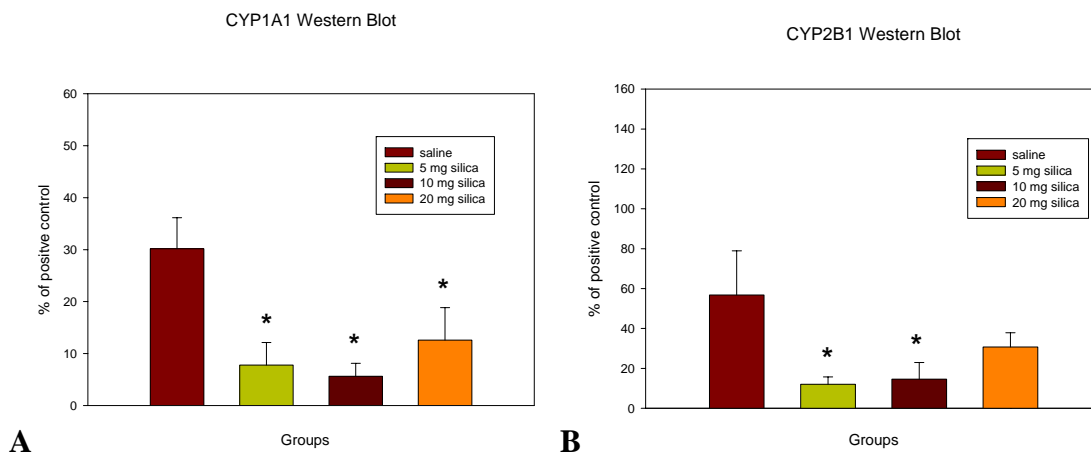 CYP1A1 Western Blot
60
50
40
30
20
10
0
% of positve control
saline
5 mg silica
10 mg silica
20 mg silica
*
*
*
Groups
A
CYP2B1 Western Blot
160
140
120
100
80
60
40
20
0
% of positive control
saline
5 mg silica
10 mg silica
20 mg silica
*
*
Groups
B